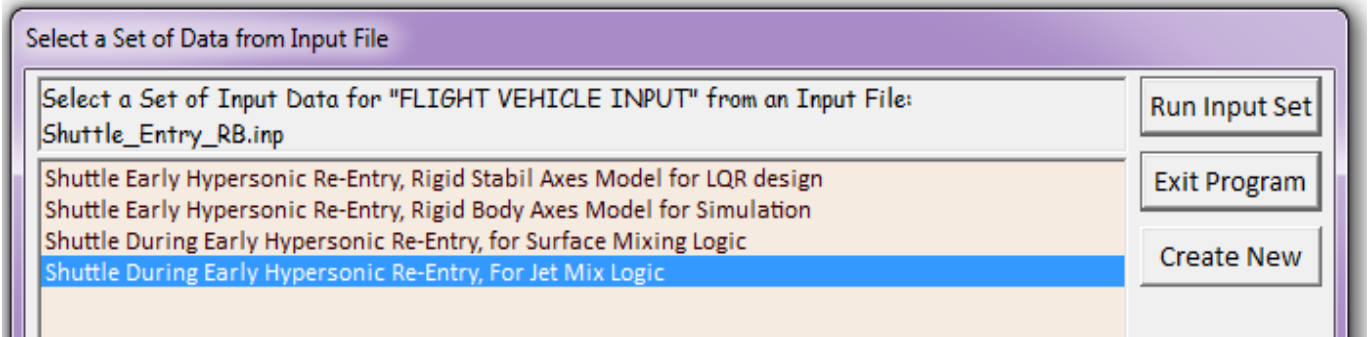 Select a Set of Data from Input File
Select a Set of Input Data for "FLIGHT VEHICLE INPUT" from an Input File:
Shuttle_Entry_RB.inp
Run Input Set
Shuttle Early Hypersonic Re-Entry, Rigid Stabil Axes Model for LQR design
Shuttle Early Hypersonic Re-Entry, Rigid Body Axes Model for Simulation
Shuttle During Early Hypersonic Re-Entry, for Surface Mixing Logic
Shuttle During Early Hypersonic Re-Entry, For Jet Mix Logic
Exit Program
Create New